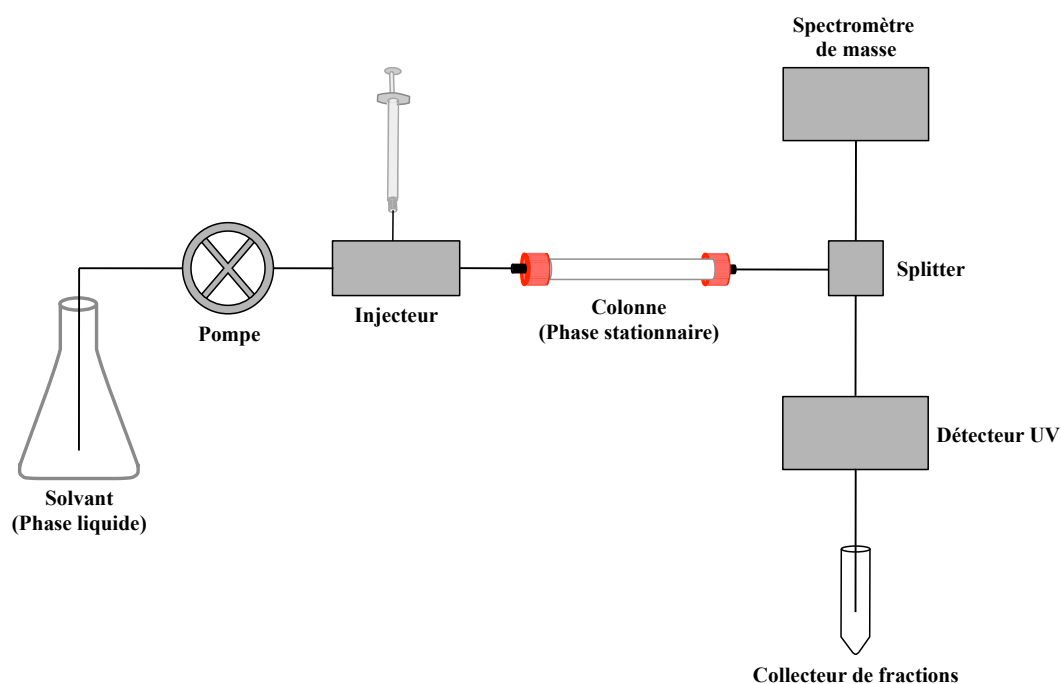 Spectromètre
de masse
Splitter
Injecteur
Colonne
(Phase stationnaire)
Pompe
Détecteur UV
Solvant
(Phase liquide)
Collecteur de fractions